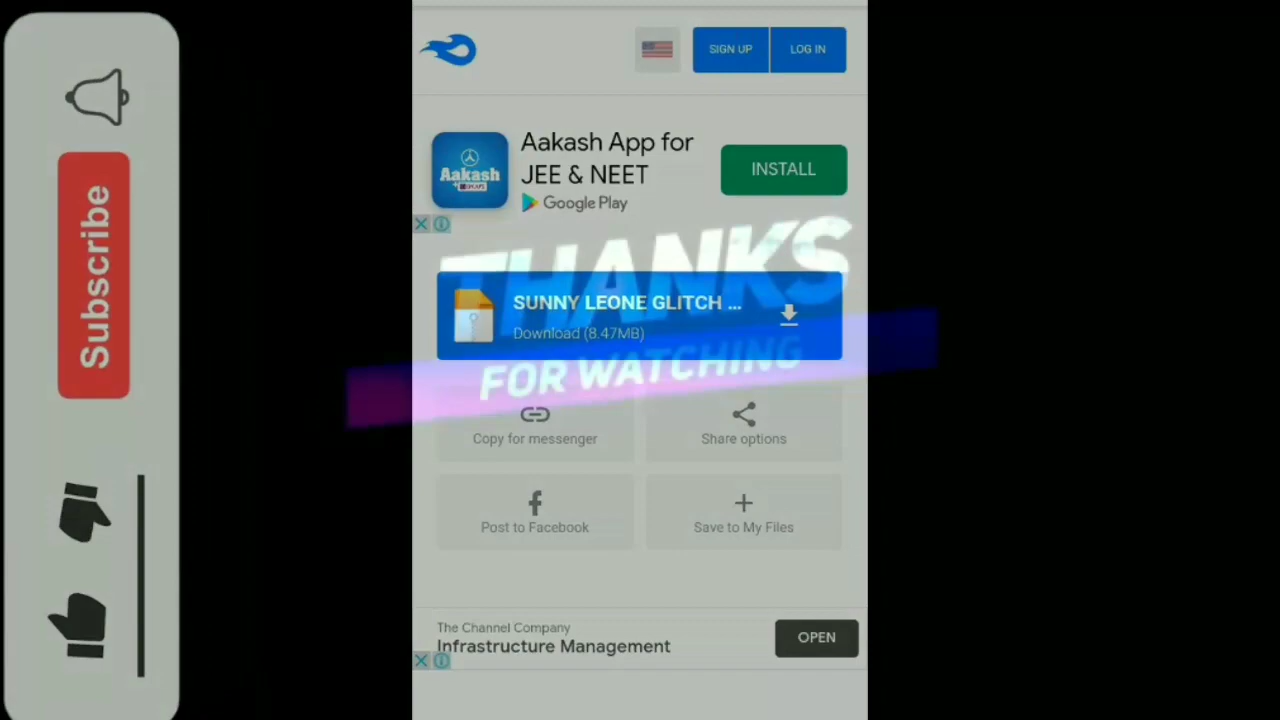 Subscribe
SIGN UP
LOG IN
Aakash App for
JEE & NEET
Google Play
INSTALL
Aakash
THANKS
SUNNY LEONE GLITCH ...
Download (8.47MB)
FOR WATCHING
Copy for messenger
Share options
Post to Facebook
Save to My Files
The Channel Company
Infrastructure Management
OPEN